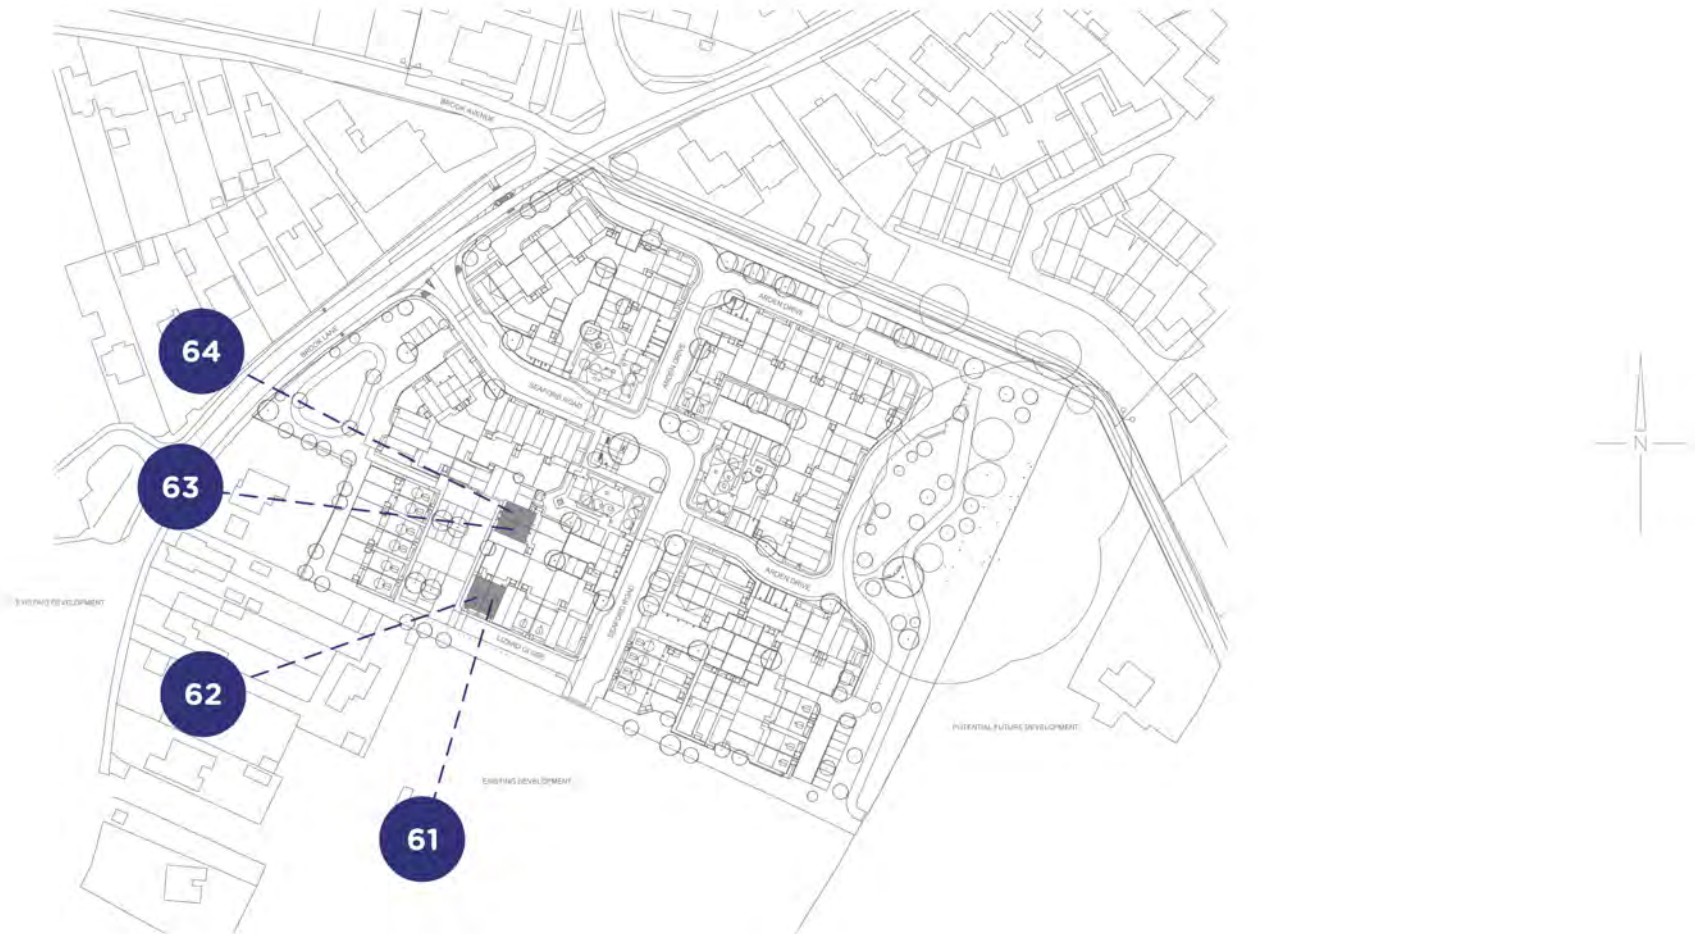 BROOK AVENUE
ARDEN DRIVE
BROOK LANE
64
ARDEN DRIVE
SEAFORD ROAD
N
63
ARDEN DRIVE
EXISTING DEVELOPMENT
SEAFORD ROAD
62
POTENTIAL FUTURE DEVELOPMENT
EXISTING DEVELOPMENT
61